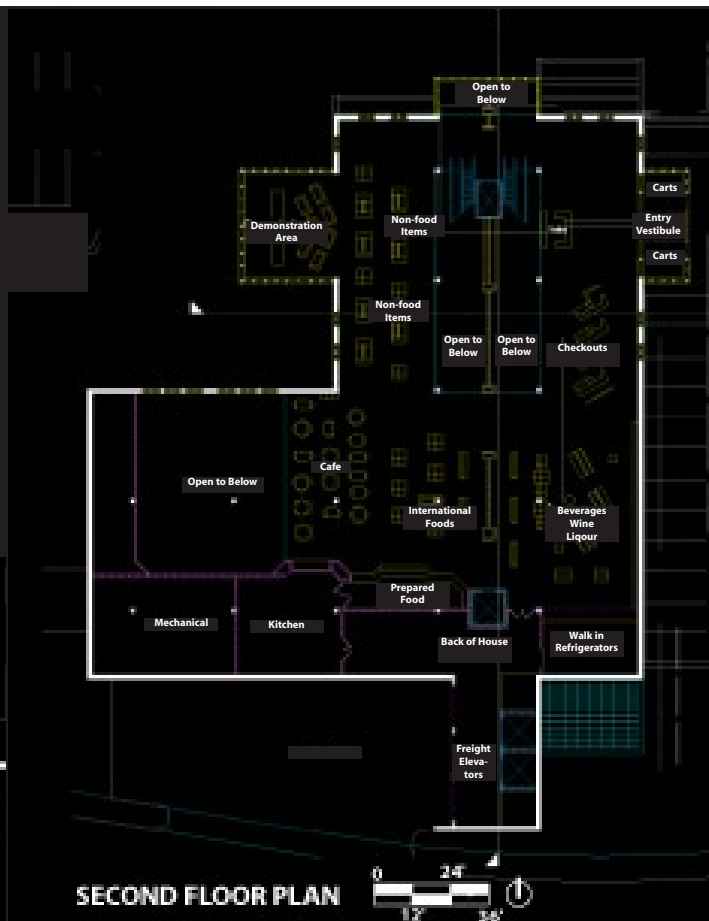 Open to
Below
Carts
Entry
Vestibule
Carts
Demonstration
Area
Non-food
Items
Non-food
Items
Open to
Below
Open to
Below
Checkouts
Cafe
Open to Below
International
Foods
Beverages
Wine
Liqour
Prepared
Food
Mechanical
Kitchen
Back of House
Walk in
Refrigerators
Freight
Eleva-
tors
SECOND FLOOR PLAN
0
24'
12'
36'